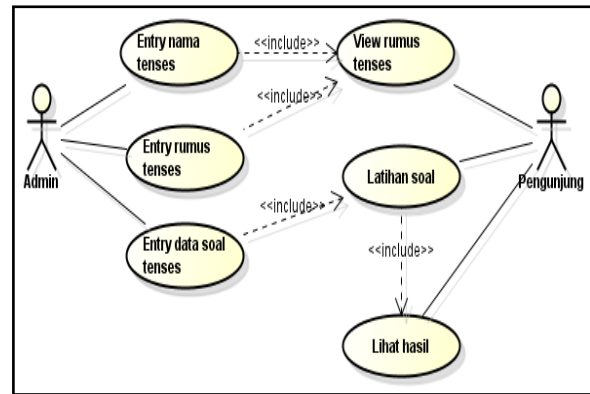 Entry nama
tenses
<<include>>
View rumus
tenses
<<include>>
Admin
Entry rumus
tenses
Latihan soal
Pengunjung
<<include>>
Entry data soal
tenses
<<include>>
Lihat hasil